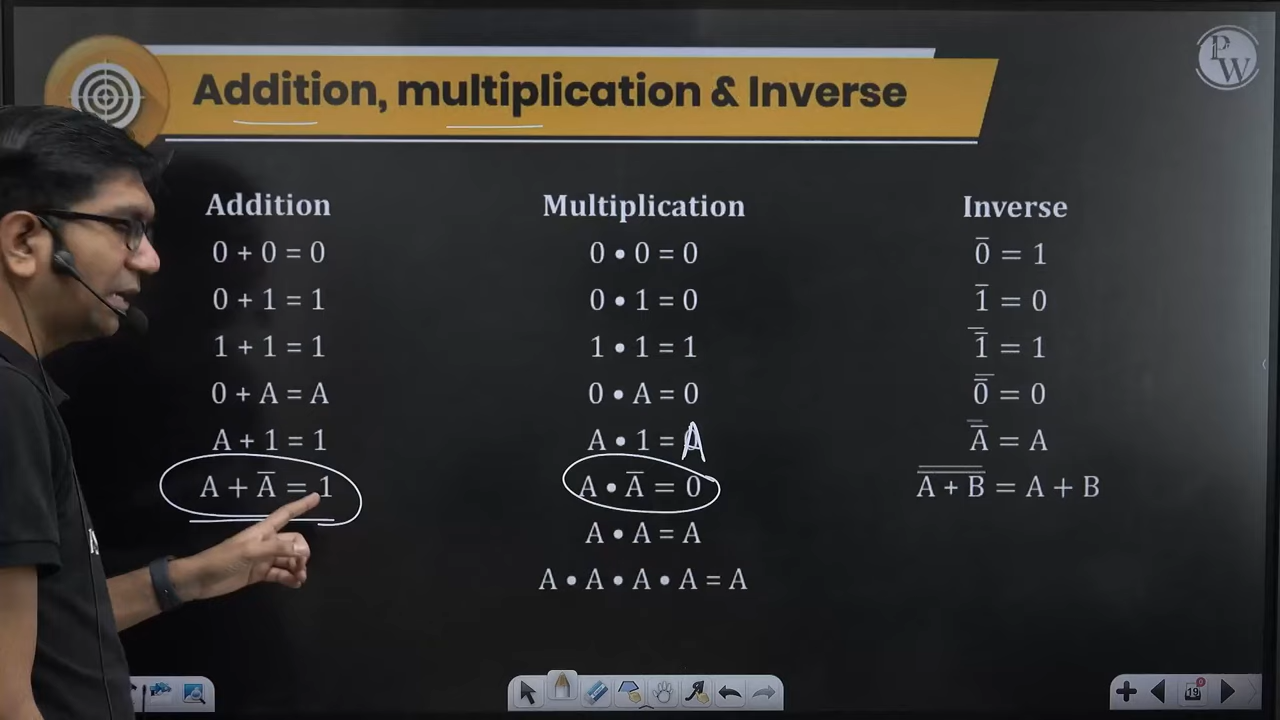 PW
Addition, multiplication & Inverse
Addition
0 + 0 = 0
0 + 1 = 1
1 + 1 = 1
0 + A = A
A + 1 = 1
A + A̅ = 1
Multiplication
0 • 0 = 0
0 • 1 = 0
1 • 1 = 1
0 • A = 0
A • 1 = A
A • A̅ = 0
A • A = A
A • A • A • A = A
Inverse
0̅ = 1
1̅ = 0
1̿ = 1
0̿ = 0
A̿ = A
A̿ ̿+̿ ̿B̿ = A + B
19